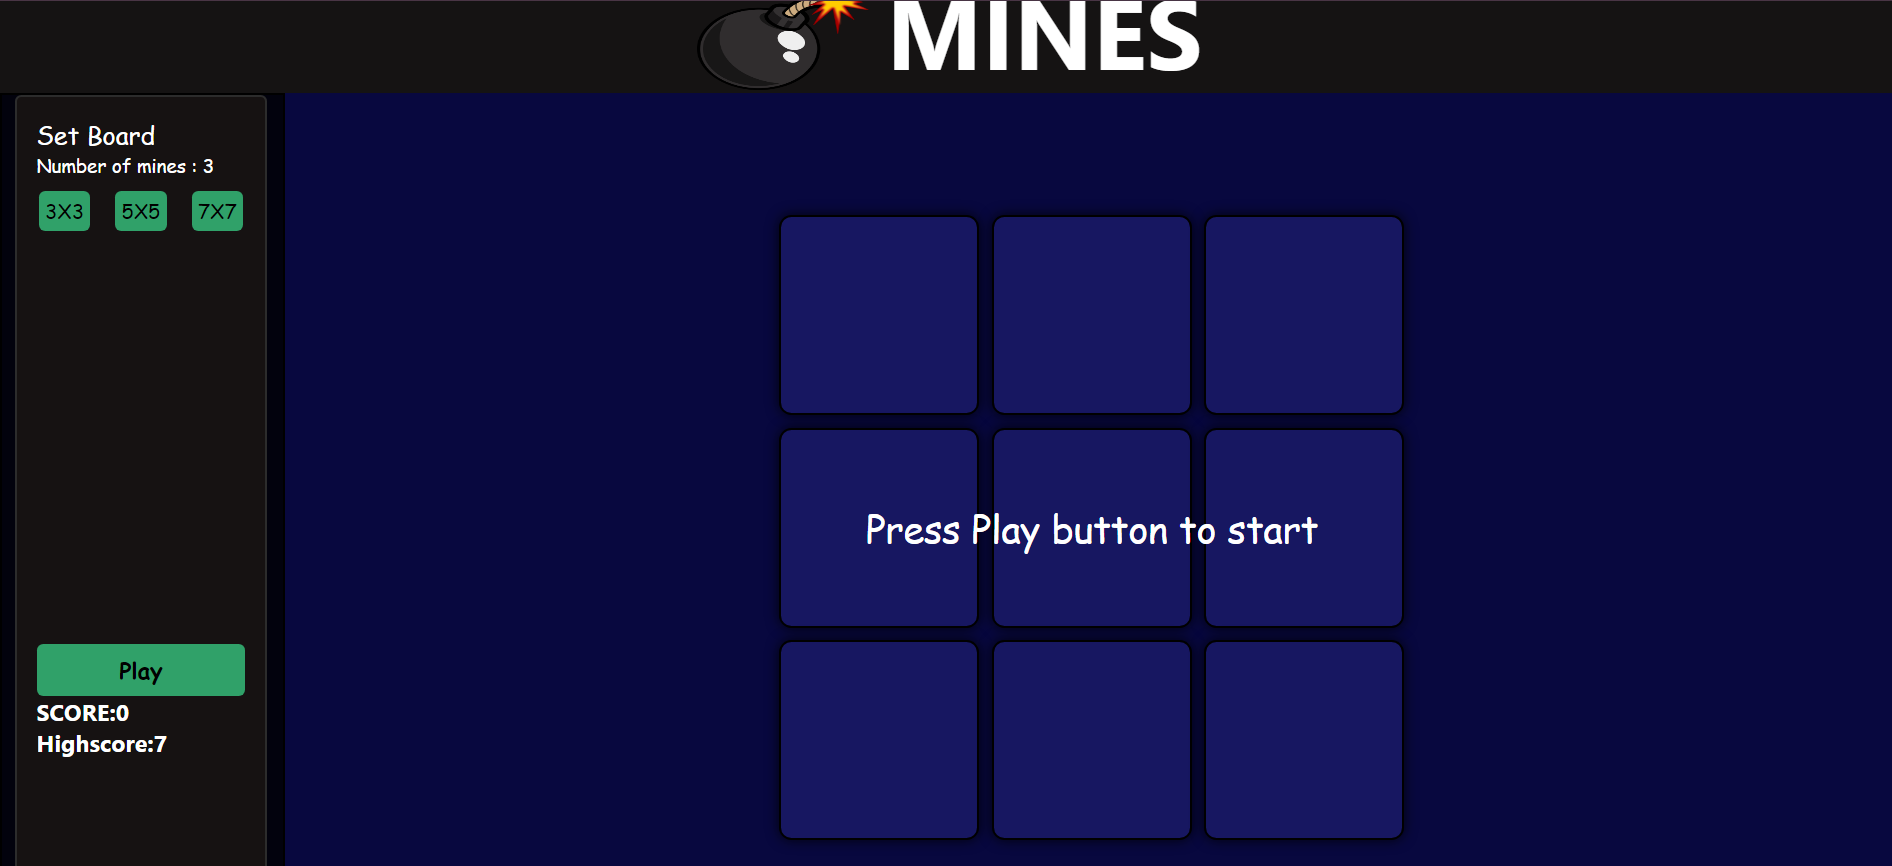 MINES
Set Board
Number of mines : 3
3X3 5X5 7X7
Press Play button to start
Play
SCORE:0
Highscore:7